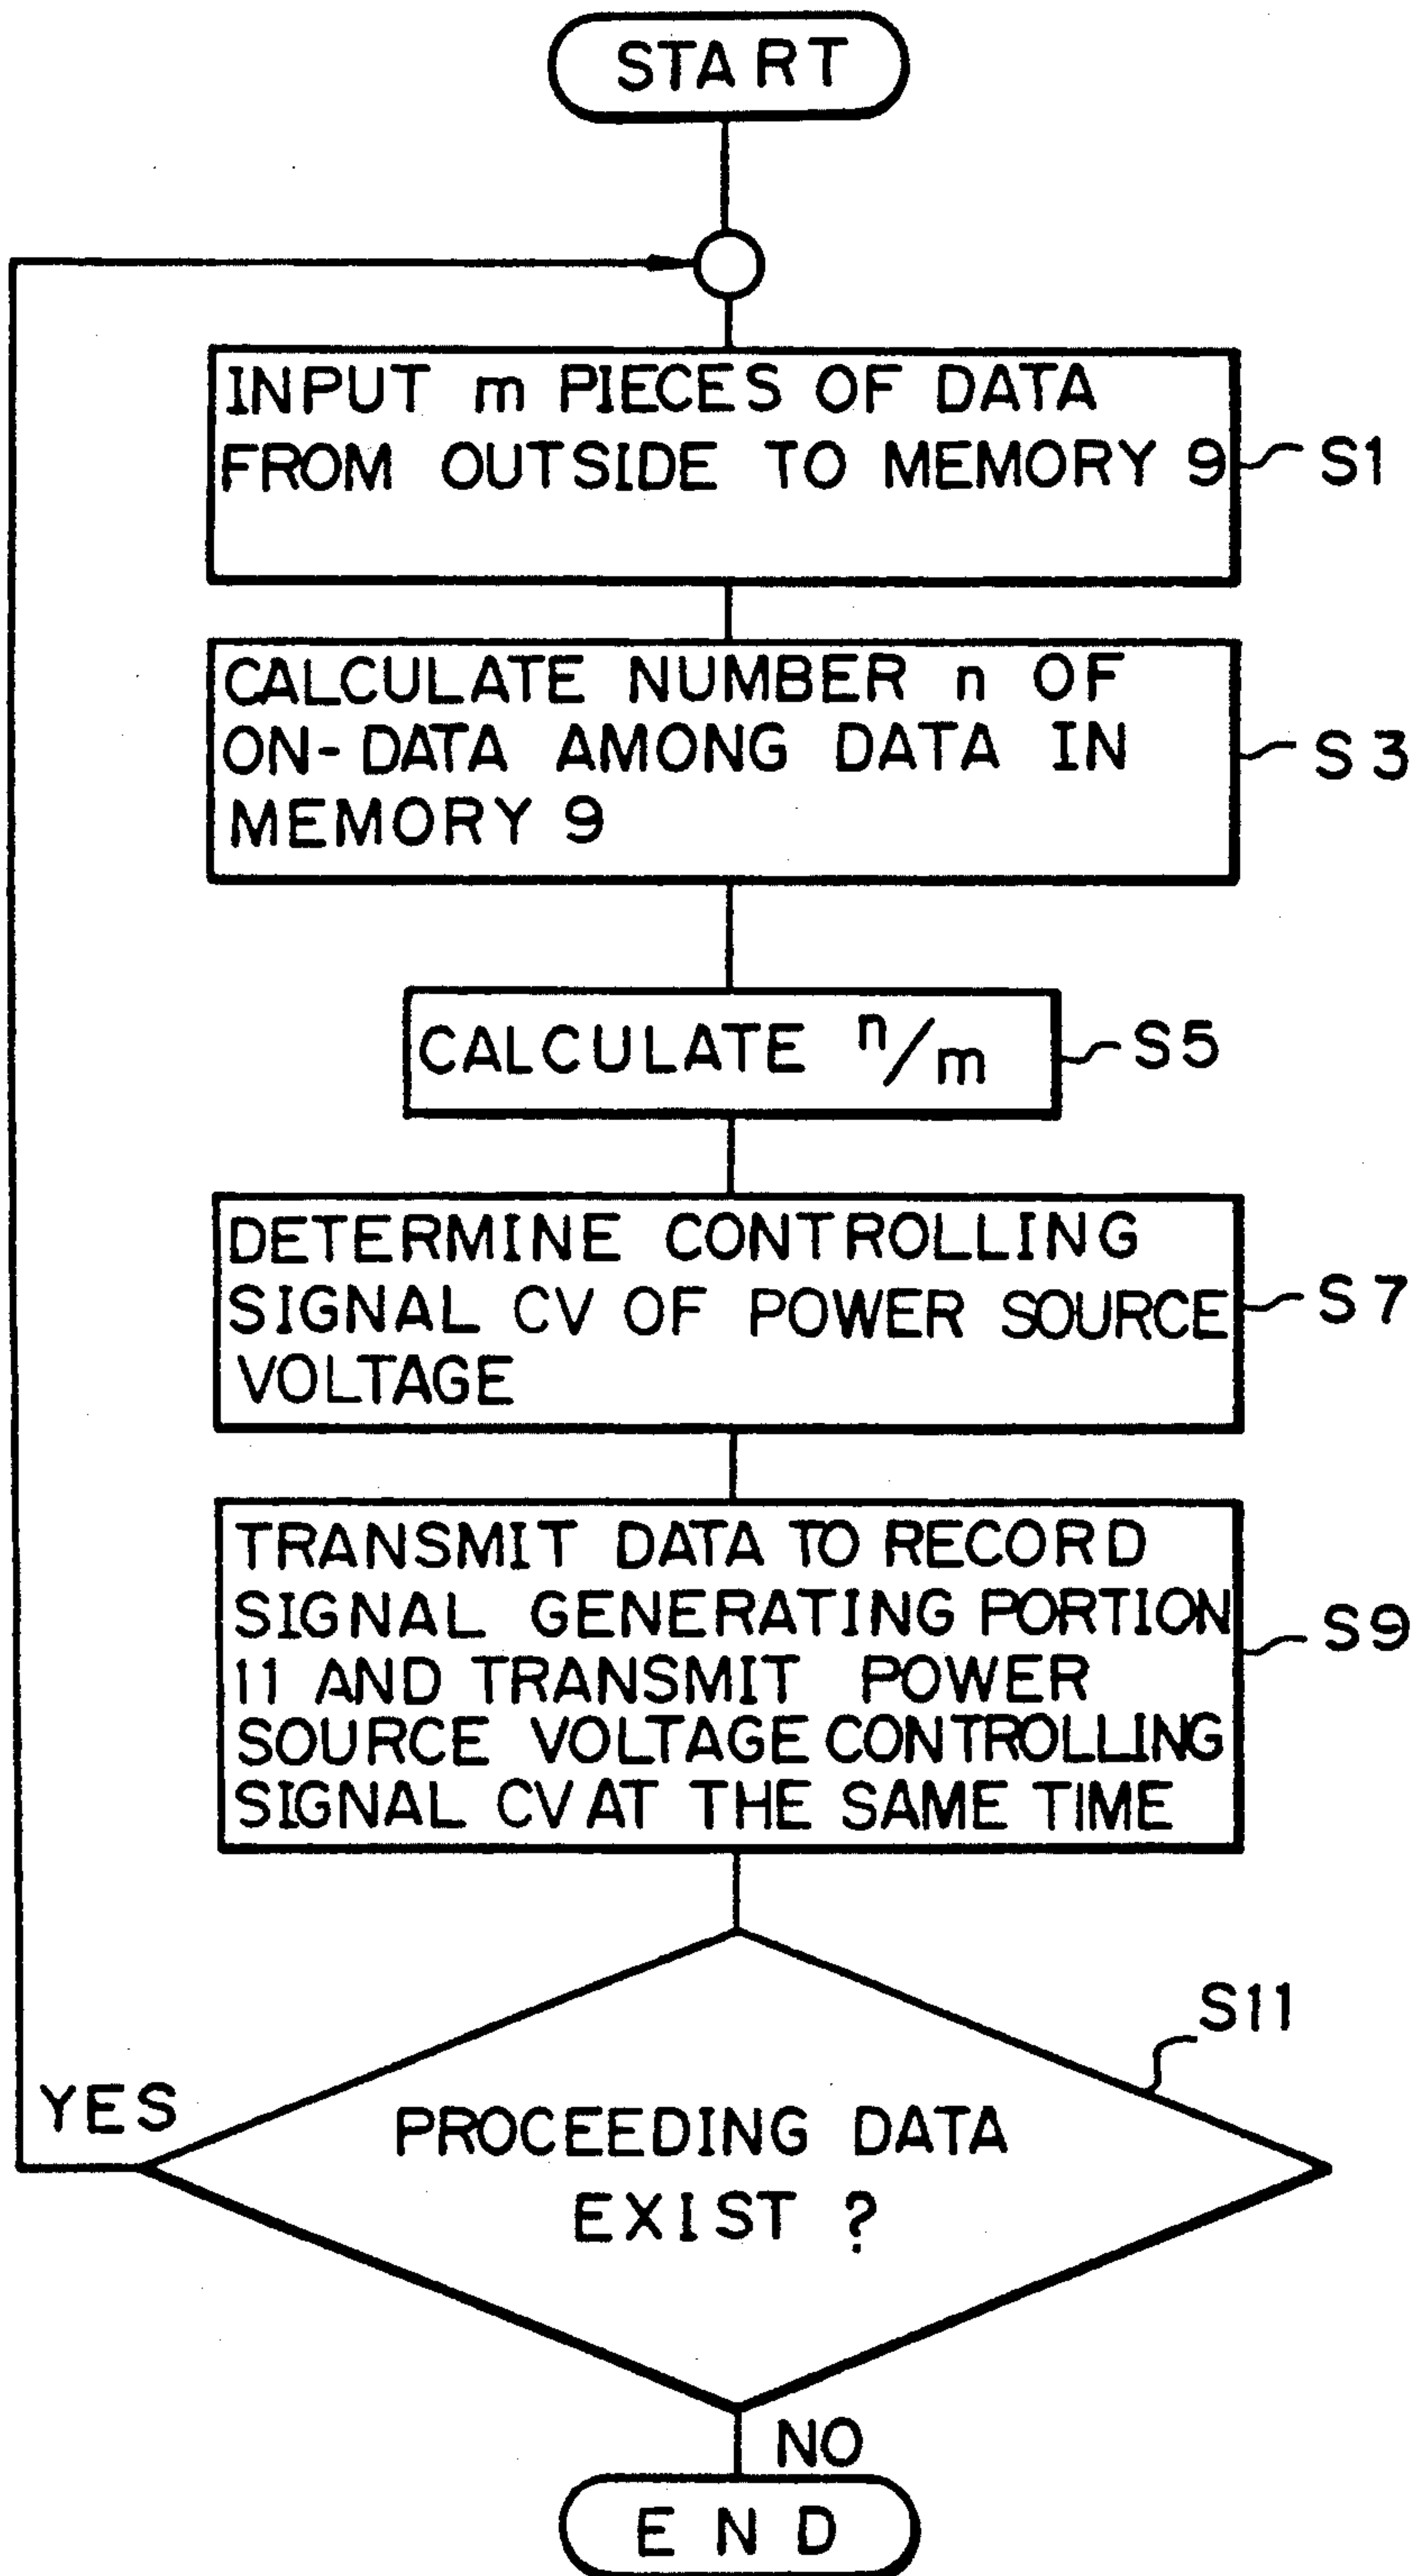 START
INPUT m PIECES OF DATA
FROM OUTSIDE TO MEMORY 9
S1
CALCULATE NUMBER n OF
ON-DATA AMONG DATA IN
MEMORY 9
S3
CALCULATE n/m
S5
DETERMINE CONTROLLING
SIGNAL CV OF POWER SOURCE
VOLTAGE
S7
TRANSMIT DATA TO RECORD
SIGNAL GENERATING PORTION
11 AND TRANSMIT POWER
SOURCE VOLTAGE CONTROLLING
SIGNAL CV AT THE SAME TIME
S9
S11
YES
PROCEEDING DATA
EXIST ?
NO
END